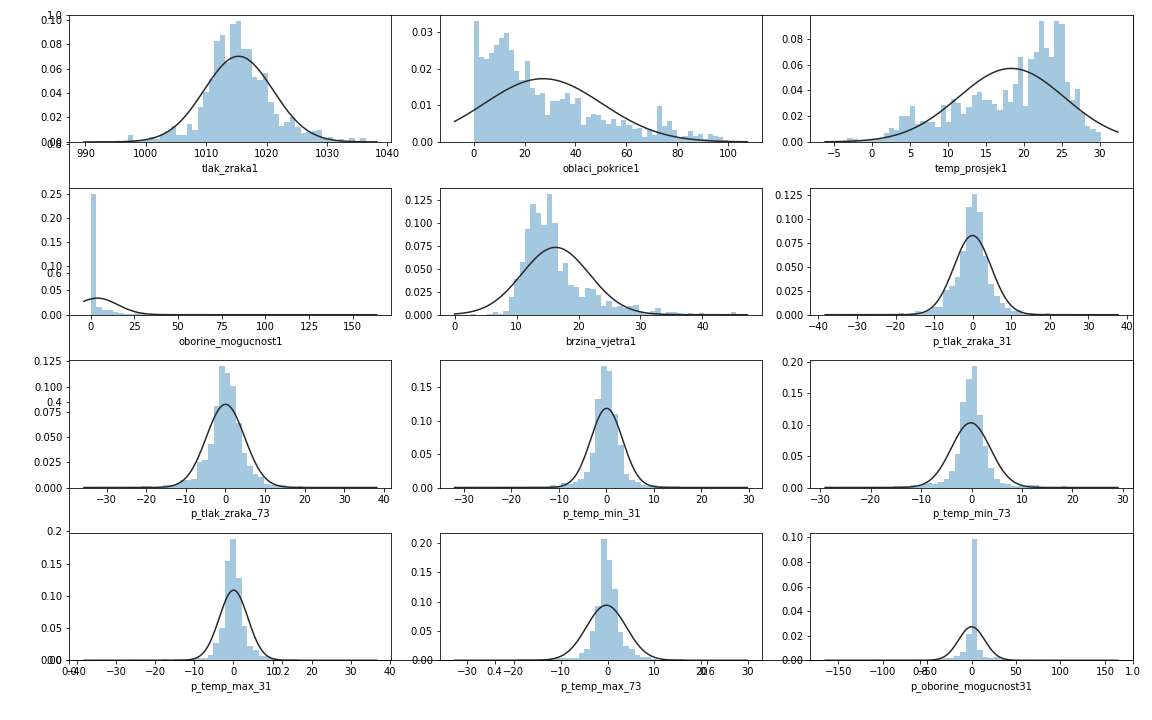 1.0
0.10
0.08
0.06
0.04
0.02
0.00
0.8
990 1000 1010 1020 1030 1040
tlak_zraka1
0.03
0.02
0.01
0.00
0 20 40 60 80 100
oblaci_pokrice1
0.08
0.06
0.04
0.02
0.00
−5 0 5 10 15 20 25 30
temp_prosjek1
0.25
0.20
0.15
0.10
0.6
0.05
0.00
0 25 50 75 100 125 150
oborine_mogucnost1
0.125
0.100
0.075
0.050
0.025
0.000
0 10 20 30 40
brzina_vjetra1
0.125
0.100
0.075
0.050
0.025
0.000
−40 −30 −20 −10 0 10 20 30 40
p_tlak_zraka_31
0.125
0.100
0.4
0.075
0.050
0.025
0.000
−30 −20 −10 0 10 20 30 40
p_tlak_zraka_73
0.15
0.10
0.05
0.00
−30 −20 −10 0 10 20 30
p_temp_min_31
0.20
0.15
0.10
0.05
0.00
−30 −20 −10 0 10 20 30
p_temp_min_73
0.2
0.15
0.10
0.05
0.00
0.0 −40 −30 −20 −10 0 10 0.2 20 30 40
p_temp_max_31
0.20
0.15
0.10
0.05
0.00
−30 0.4 −20 −10 0 10 20 0.6 30
p_temp_max_73
0.10
0.08
0.06
0.04
0.02
0.00
−150 −100 −50 0.8 0 50 100 150 1.0
p_oborine_mogucnost31